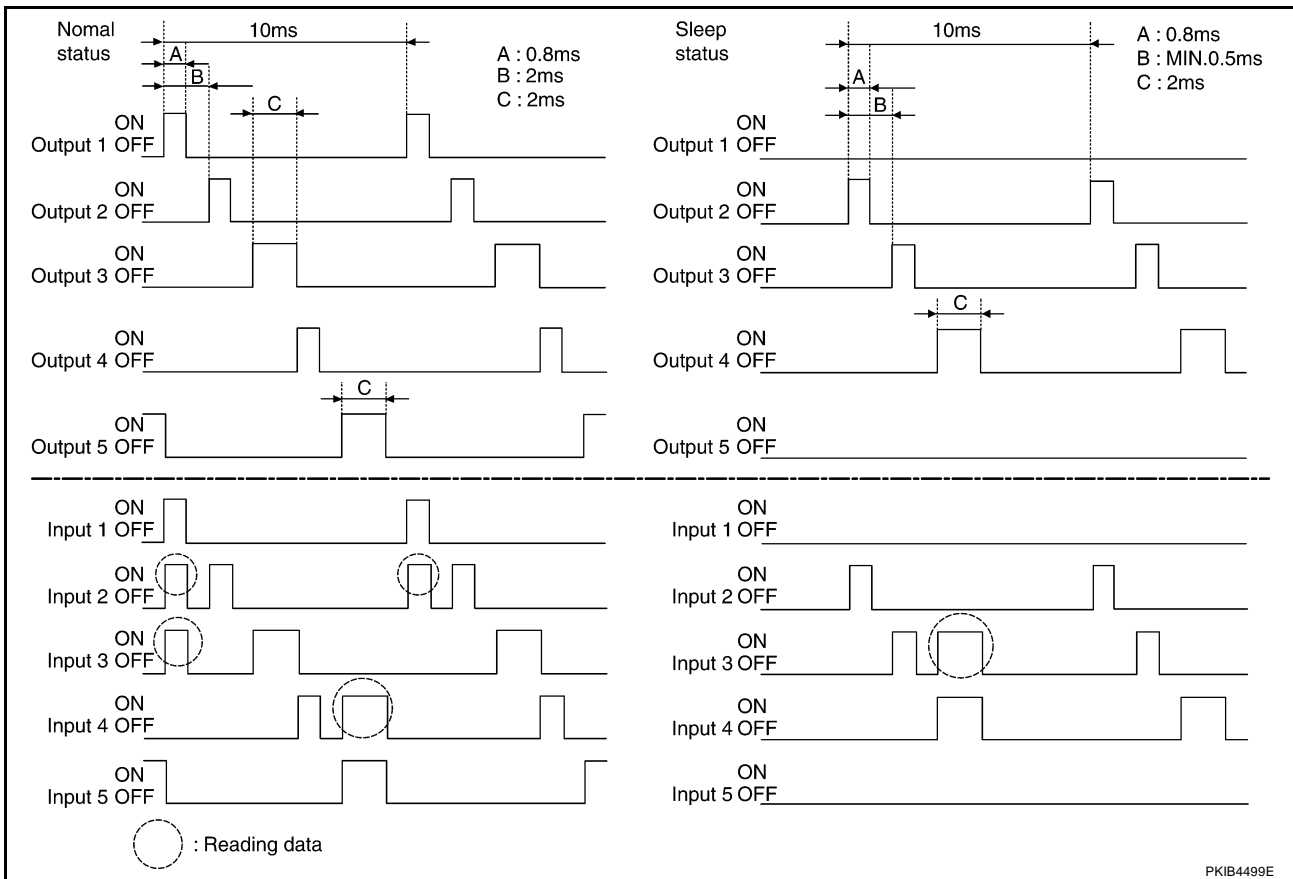 Nomal
status
10ms
A
B
C
A : 0.8ms
B : 2ms
C : 2ms
ON
Output 1 OFF
ON
Output 2 OFF
ON
Output 3 OFF
ON
Output 4 OFF
C
ON
Output 5 OFF
Sleep
status
10ms
A
B
A : 0.8ms
B : MIN.0.5ms
C : 2ms
ON
Output 1 OFF
ON
Output 2 OFF
ON
Output 3 OFF
C
ON
Output 4 OFF
ON
Output 5 OFF
ON
Input 1 OFF
ON
Input 2 OFF
ON
Input 3 OFF
ON
Input 4 OFF
ON
Input 5 OFF
: Reading data
ON
Input 1 OFF
ON
Input 2 OFF
ON
Input 3 OFF
ON
Input 4 OFF
ON
Input 5 OFF
PKIB4499E